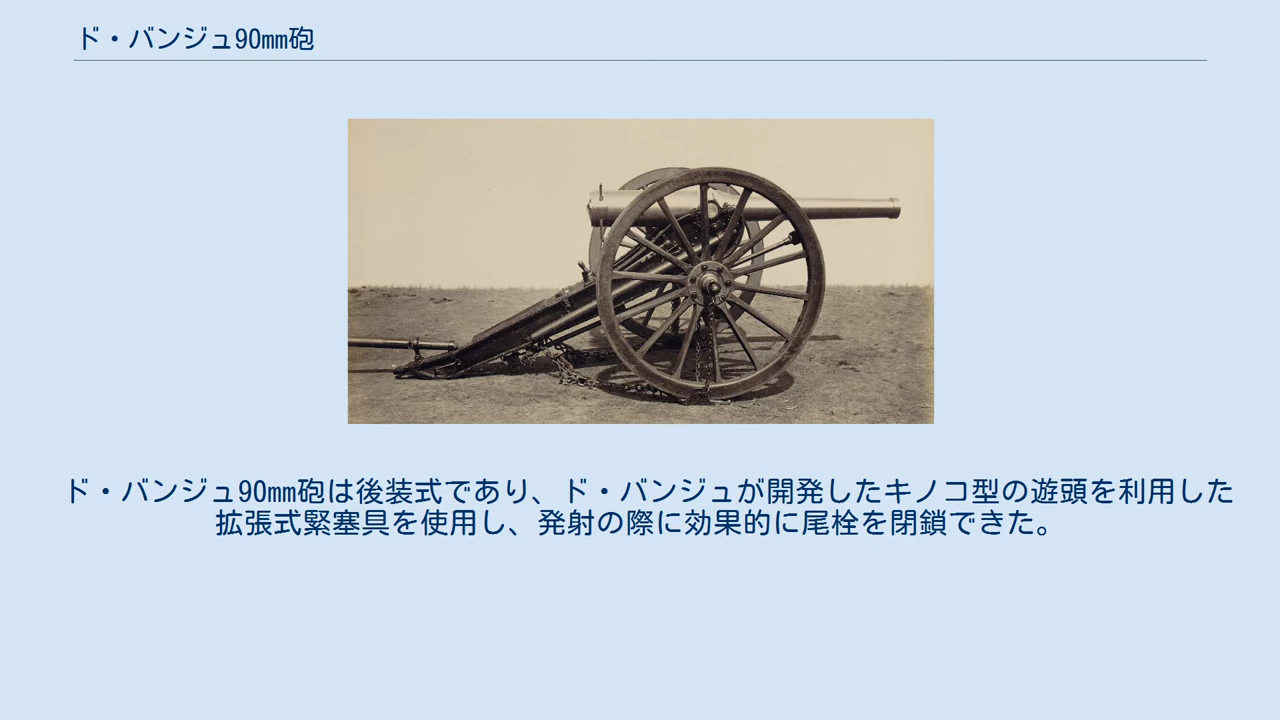 ド・バンジュ90mm砲
ド・バンジュ90mm砲は後装式であり、ド・バンジュが開発したキノコ型の遊頭を利用した
拡張式緊塞具を使用し、発射の際に効果的に尾栓を閉鎖できた。